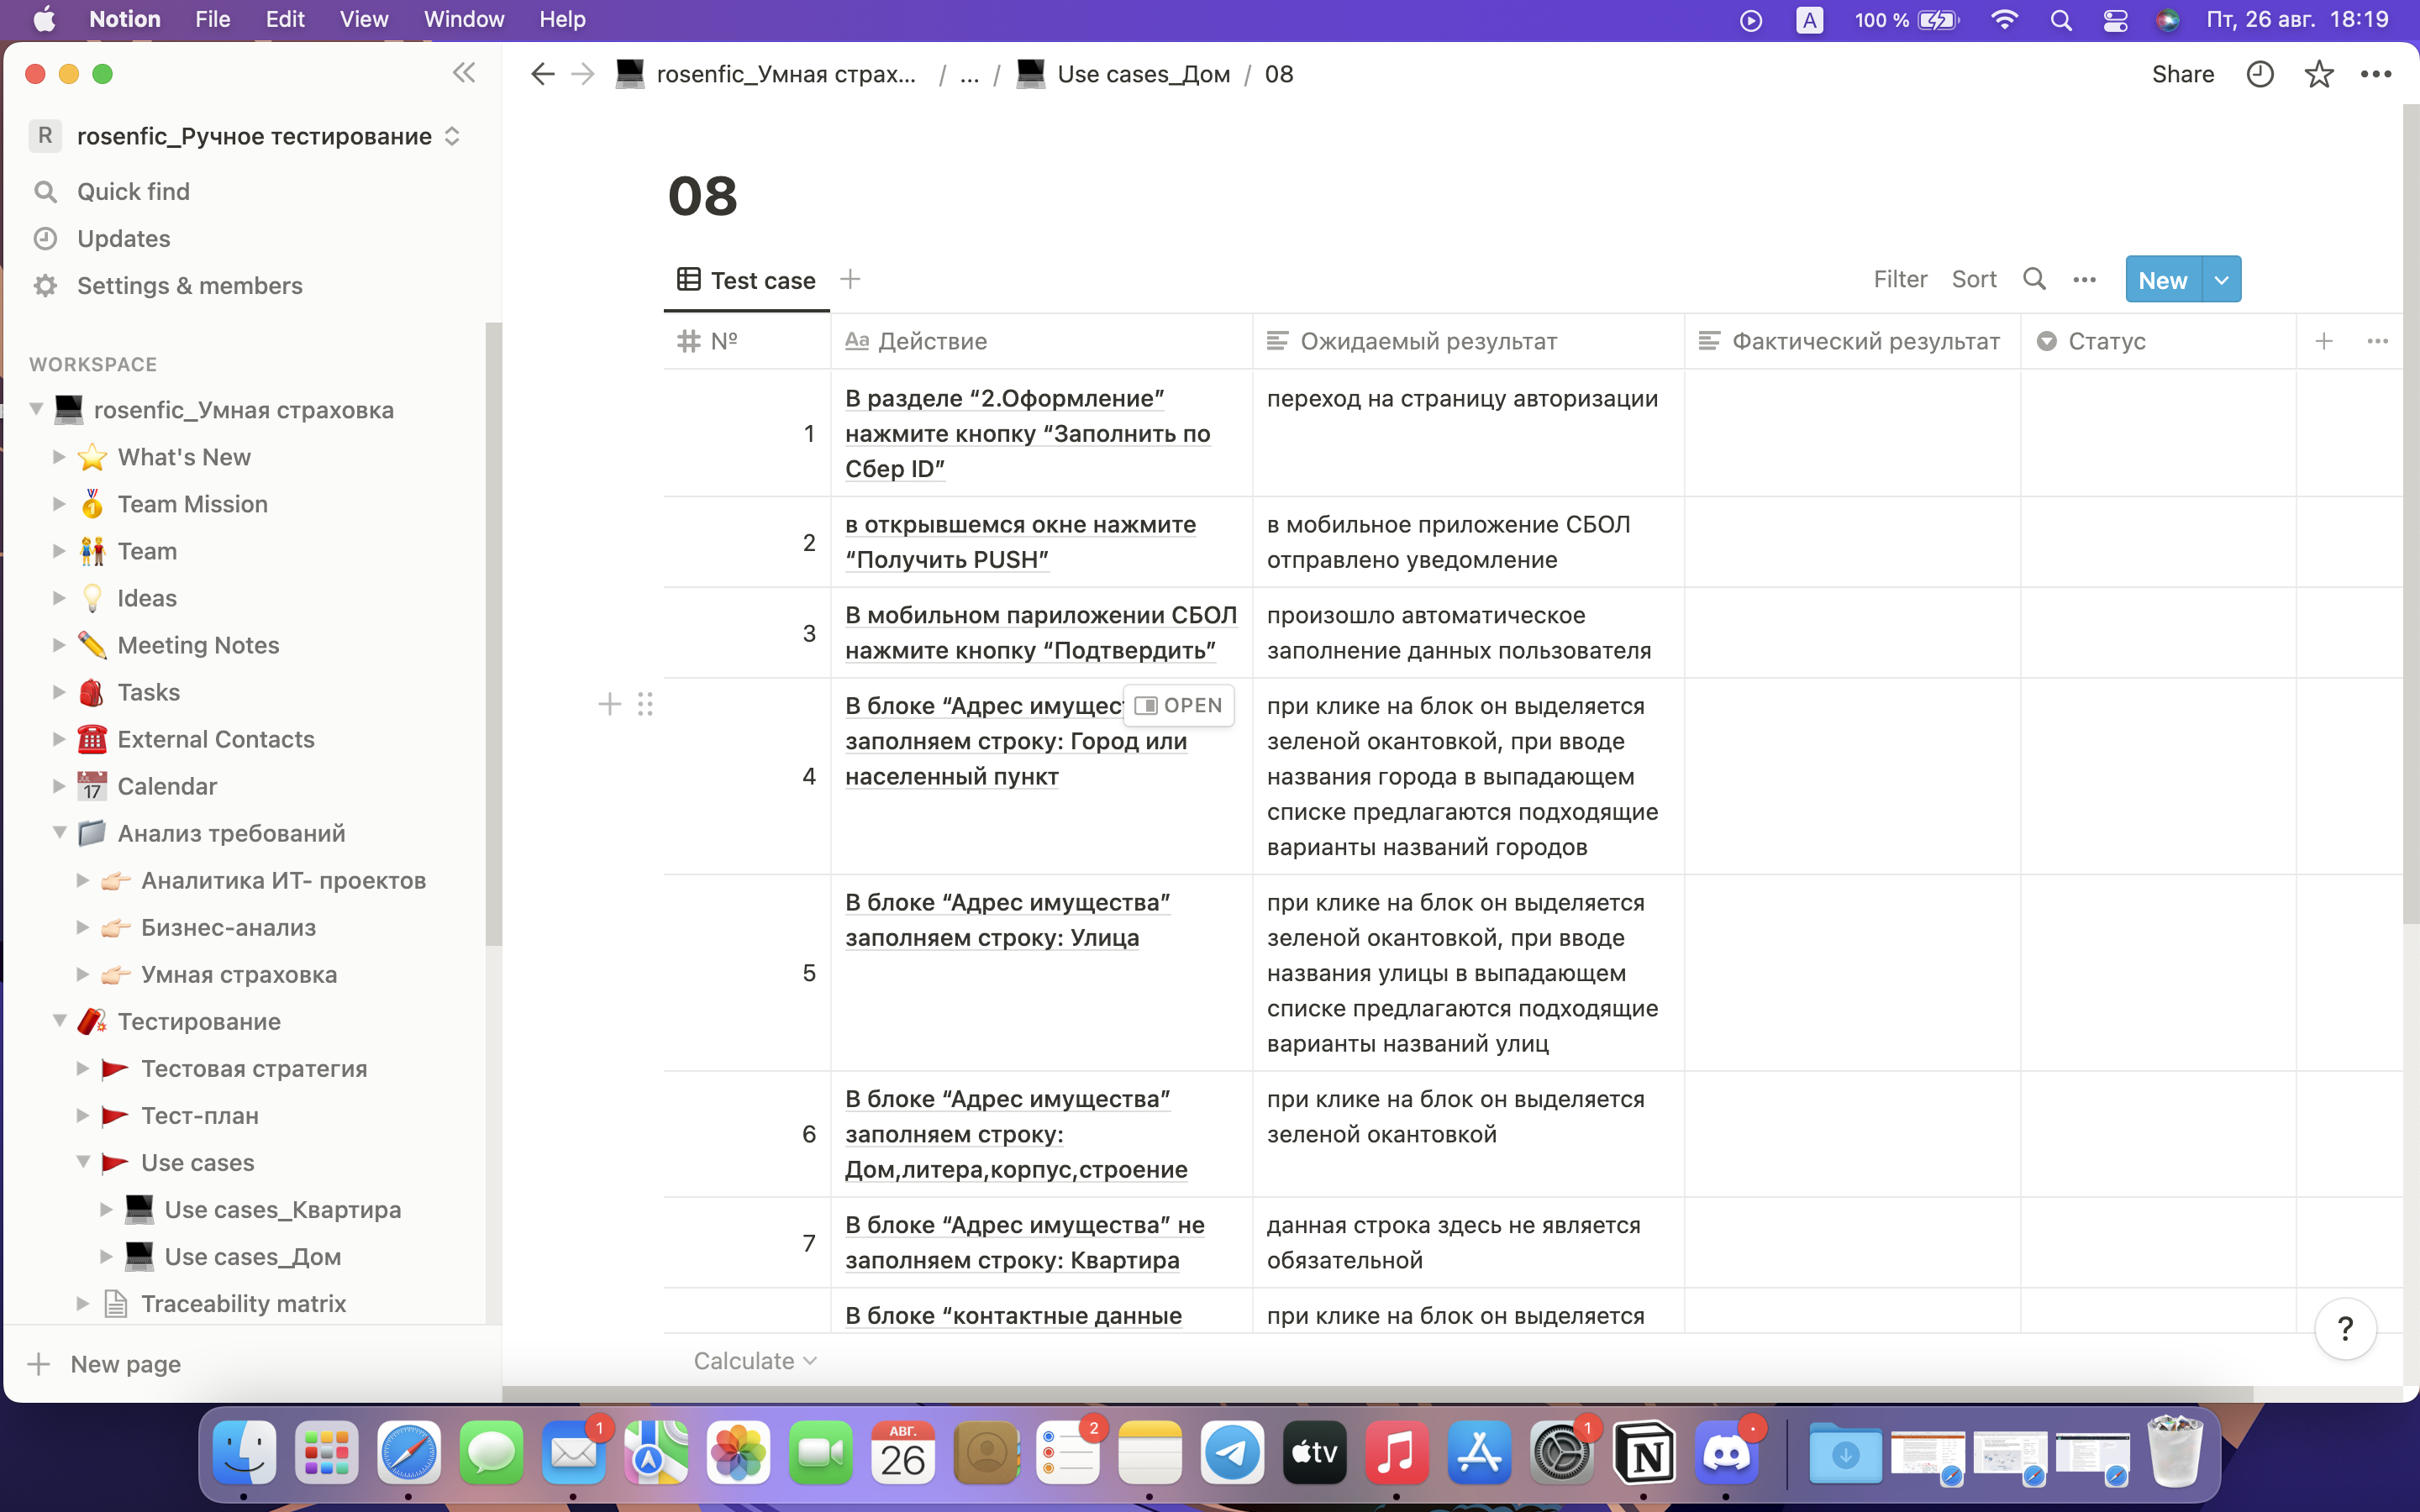 Notion File Edit View Window Help
A 100 % Пт, 26 авг. 18:19
rosenfic_Умная страх... / ... / Use cases_Дом / 08
Share
R rosenfic_Ручное тестирование
Quick find
Updates
Settings & members
WORKSPACE
rosenfic_Умная страховка
What's New
Team Mission
Team
Ideas
Meeting Notes
Tasks
External Contacts
17 Calendar
Анализ требований
Аналитика ИТ- проектов
Бизнес-анализ
Умная страховка
Тестирование
Тестовая стратегия
Тест-план
Use cases
Use cases_Квартира
Use cases_Дом
Traceability matrix
New page
08
Test case
Filter Sort New
№ Aa Действие Ожидаемый результат Фактический результат Статус
1
В разделе “2.Оформление”
нажмите кнопку “Заполнить по
Сбер ID”
переход на страницу авторизации
2
в открывшемся окне нажмите
“Получить PUSH”
в мобильное приложение СБОЛ
отправлено уведомление
3
В мобильном париложении СБОЛ
нажмите кнопку “Подтвердить”
произошло автоматическое
заполнение данных пользователя
4
В блоке “Адрес имущес OPEN
заполняем строку: Город или
населенный пункт
при клике на блок он выделяется
зеленой окантовкой, при вводе
названия города в выпадающем
списке предлагаются подходящие
варианты названий городов
5
В блоке “Адрес имущества”
заполняем строку: Улица
при клике на блок он выделяется
зеленой окантовкой, при вводе
названия улицы в выпадающем
списке предлагаются подходящие
варианты названий улиц
6
В блоке “Адрес имущества”
заполняем строку:
Дом,литера,корпус,строение
при клике на блок он выделяется
зеленой окантовкой
7
В блоке “Адрес имущества” не
заполняем строку: Квартира
данная строка здесь не является
обязательной
В блоке “контактные данные
при клике на блок он выделяется
Calculate
?
1
АВГ.
26
2
tv
1
N